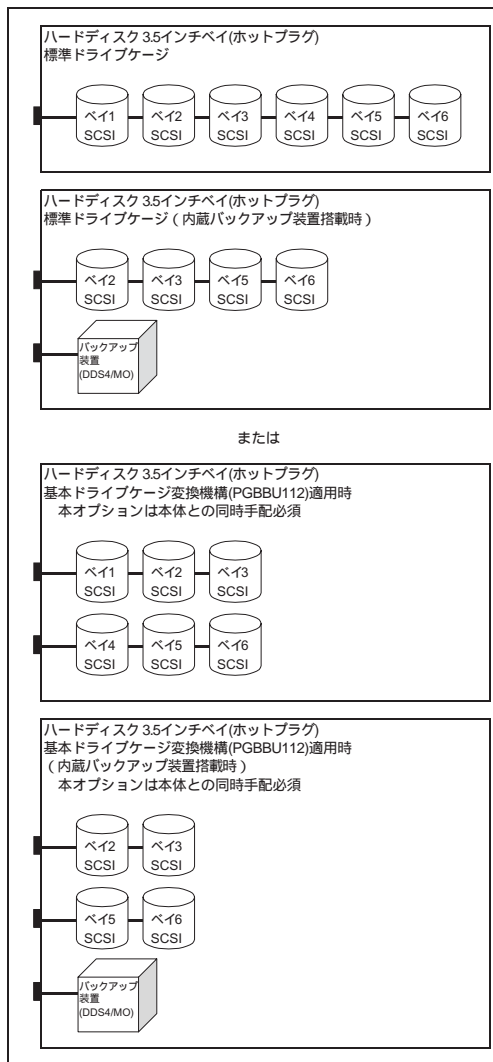 ハードディスク 3.5インチベイ(ホットプラグ)
標準ドライブケージ
ベイ1
SCSI
ベイ2
SCSI
ベイ3
SCSI
ベイ4
SCSI
ベイ5
SCSI
ベイ6
SCSI
ハードディスク 3.5インチベイ(ホットプラグ)
標準ドライブケージ ( 内蔵バックアップ装置搭載時 )
ベイ2
SCSI
ベイ3
SCSI
ベイ5
SCSI
ベイ6
SCSI
バックアップ
装置
(DDS4/MO)
または
ハードディスク 3.5インチベイ(ホットプラグ)
基本ドライブケージ変換機構(PGBBU112)適用時
本オプションは本体との同時手配必須
ベイ1
SCSI
ベイ2
SCSI
ベイ3
SCSI
ベイ4
SCSI
ベイ5
SCSI
ベイ6
SCSI
ハードディスク 3.5インチベイ(ホットプラグ)
基本ドライブケージ変換機構(PGBBU112)適用時
( 内蔵バックアップ装置搭載時 )
本オプションは本体との同時手配必須
ベイ2
SCSI
ベイ3
SCSI
ベイ5
SCSI
ベイ6
SCSI
バックアップ
装置
(DDS4/MO)